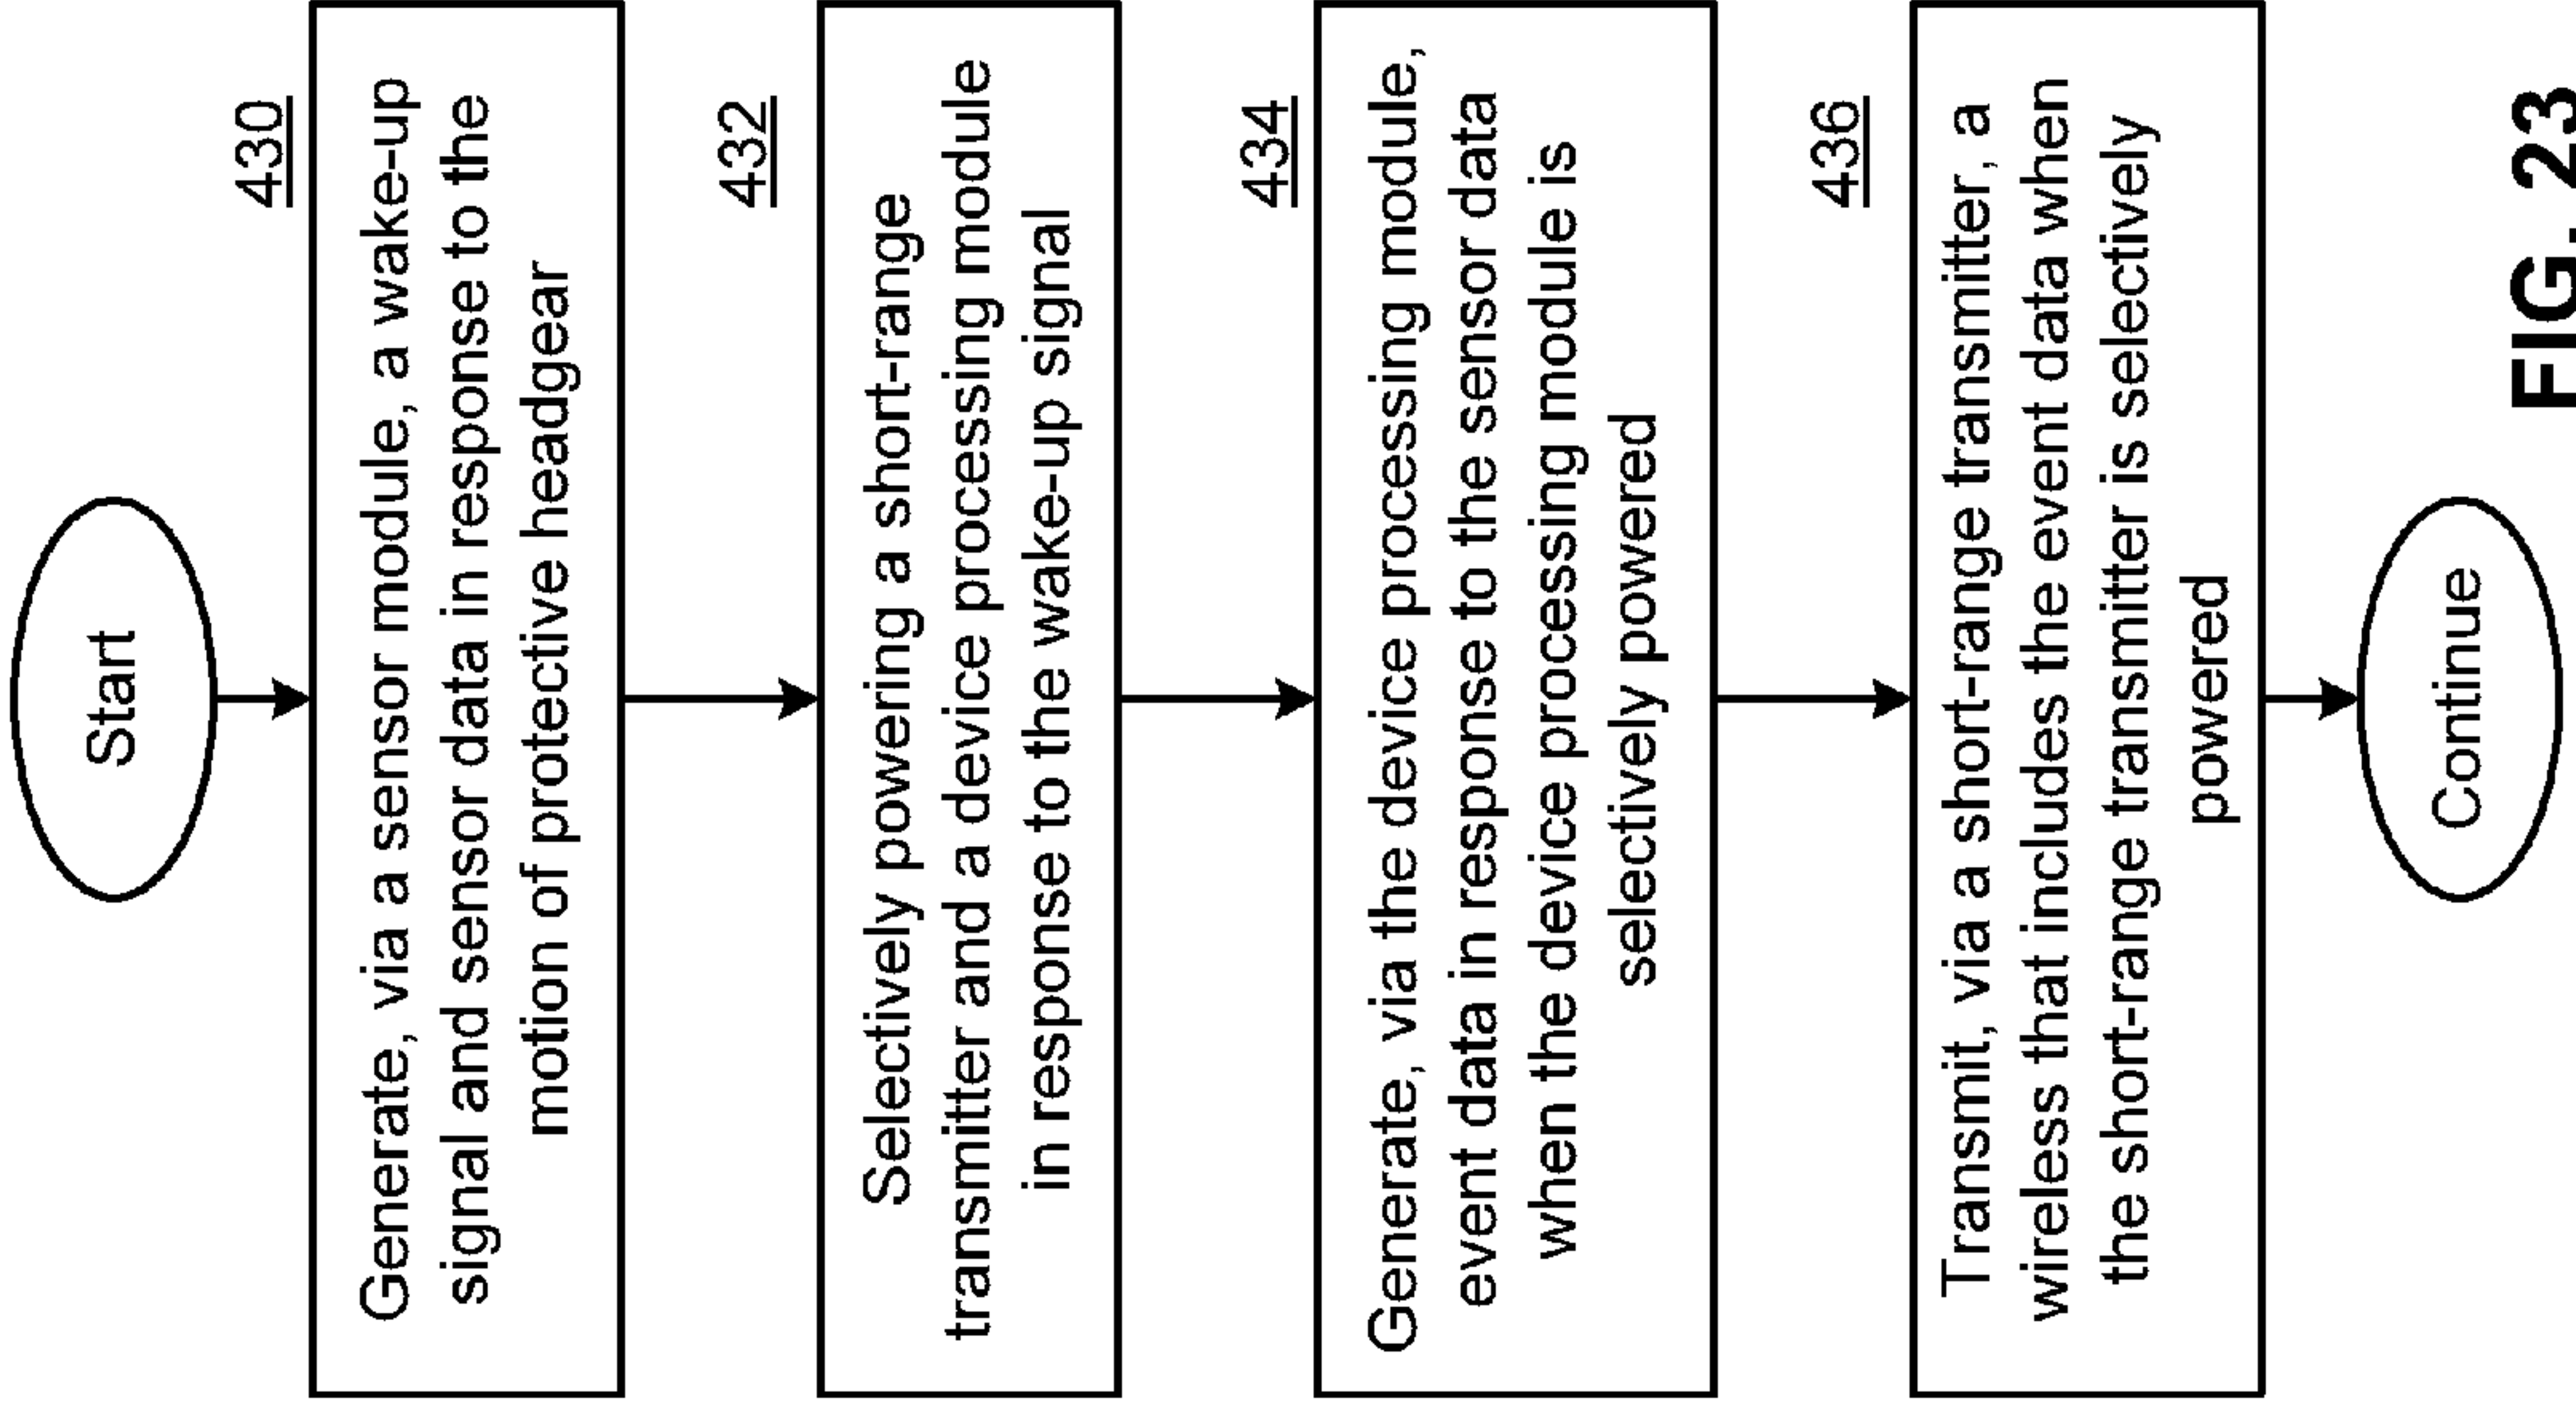 Start
430
Generate, via a sensor module, a wake-up
signal and sensor data in response to the
motion of protective headgear
432
Selectively powering a short-range
transmitter and a device processing module
in response to the wake-up signal
434
Generate, via the device processing module,
event data in response to the sensor data
when the device processing module is
selectively powered
436
Transmit, via a short-range transmitter, a
wireless that includes the event data when
the short-range transmitter is selectively
powered
Continue
FIG. 23